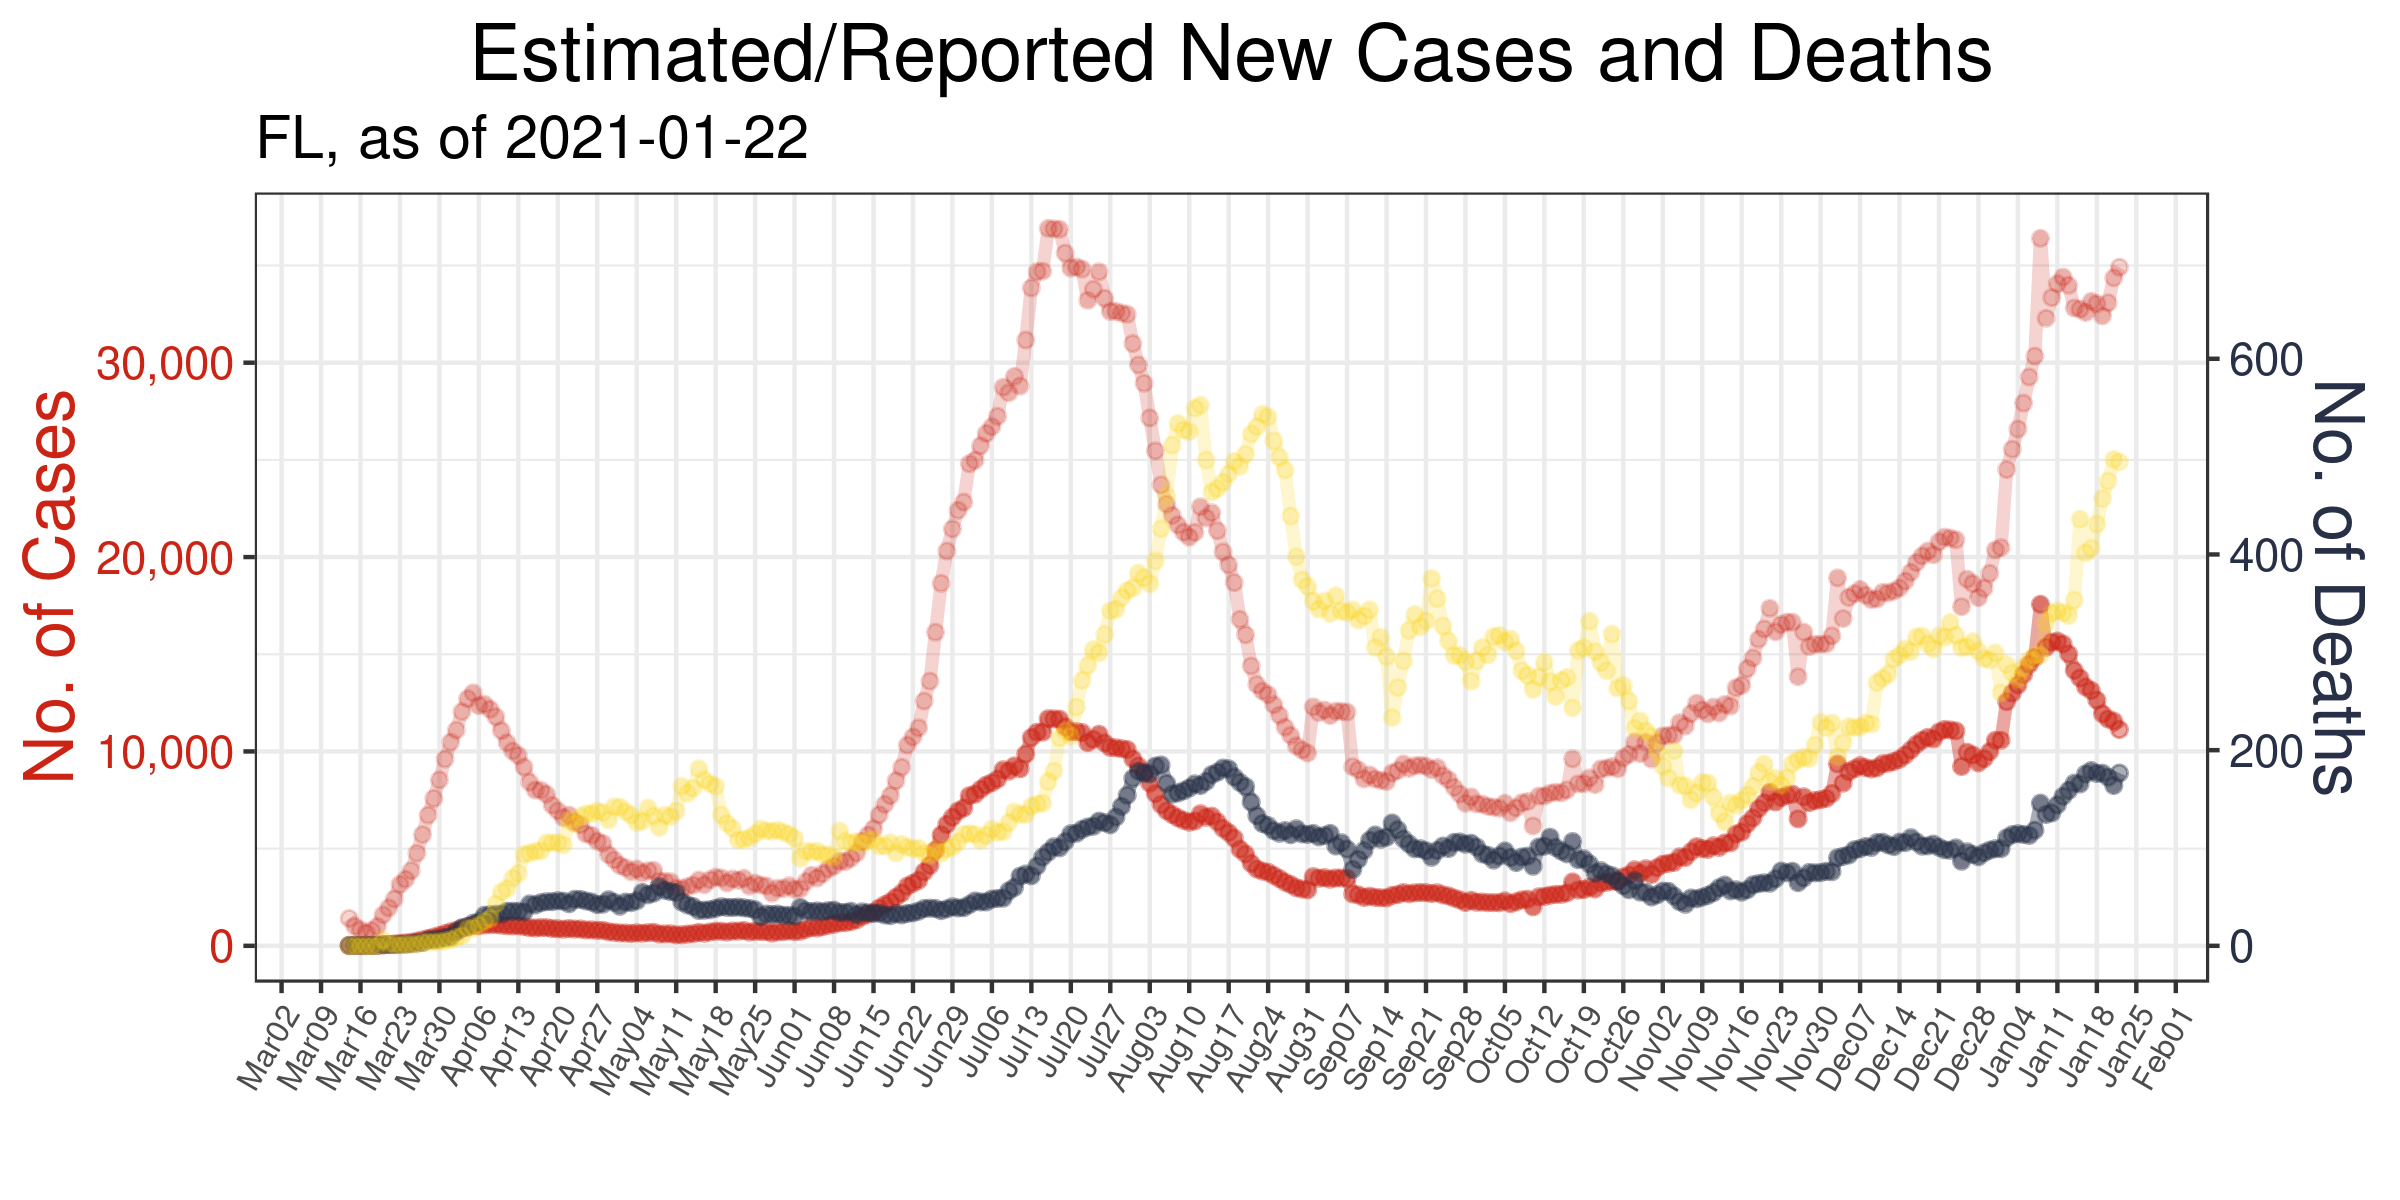 Estimated/Reported New Cases and Deaths
FL, as of 2021-01-22
No. of Cases
30,000
20,000
10,000
0
600
400
200
0
No. of Deaths
Mar02
Mar09
Mar16
Mar23
Mar30
Apr06
Apr13
Apr20
Apr27
May04
May11
May18
May25
Jun01
Jun08
Jun15
Jun22
Jun29
Jul06
Jul13
Jul20
Jul27
Aug03
Aug10
Aug17
Aug24
Aug31
Sep07
Sep14
Sep21
Sep28
Oct05
Oct12
Oct19
Oct26
Nov02
Nov09
Nov16
Nov23
Nov30
Dec07
Dec14
Dec21
Dec28
Jan04
Jan11
Jan18
Jan25
Feb01